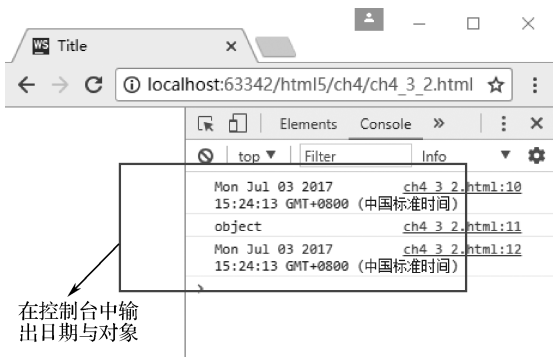 WS Title
localhost:63342/html5/ch4/ch4_3_2.html
Elements Console »
top Filter Info
Mon Jul 03 2017 ch4_3_2.html:10
15:24:13 GMT+0800 (中国标准时间)
object ch4_3_2.html:11
Mon Jul 03 2017 ch4_3_2.html:12
15:24:13 GMT+0800 (中国标准时间)
在控制台中输
出日期与对象